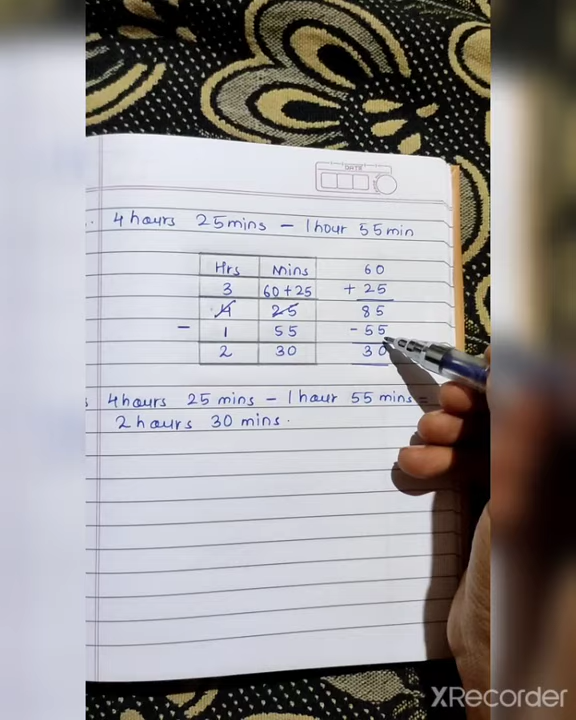 DATE
4 hours 25 mins - 1 hour 55 min
Hrs Mins 60
3 60+25 + 25
4 25 85
- 1 55 - 55
2 30 30
4 hours 25 mins - 1 hour 55 mins =
2 hours 30 mins.
XRecorder